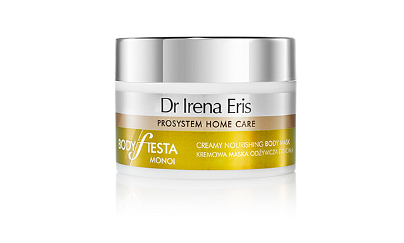 Dr Irena Eris
PROSYSTEM HOME CARE
BODY fIESTA
MONOI
CREAMY NOURISHING BODY MASK
KREMOWA MASKA ODŻYWCZA DO CIAŁA